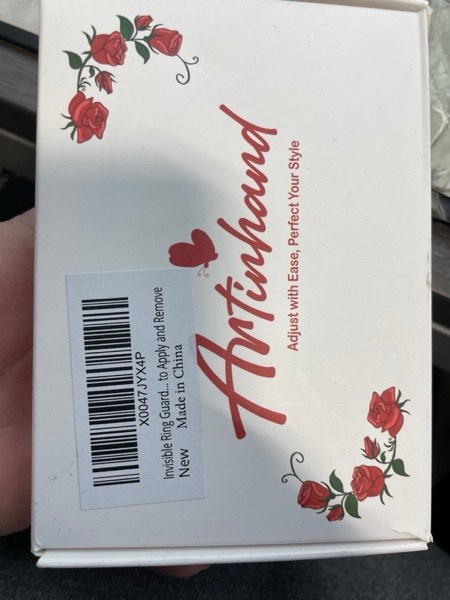 Artinhand
Adjust with Ease, Perfect Your Style
X0047JYX4P
Invisible Ring Guard... to Apply and Remove
New
Made in China